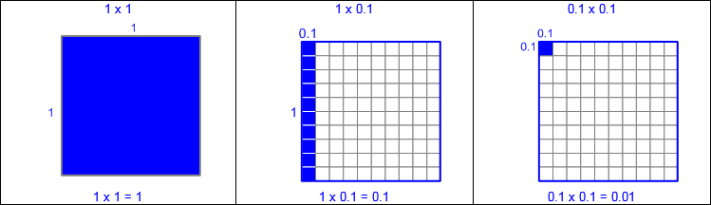 1 x 1
1
1
1 x 1 = 1
1 x 0.1
0.1
1
1 x 0.1 = 0.1
0.1 x 0.1
0.1
0.1
0.1 x 0.1 = 0.01